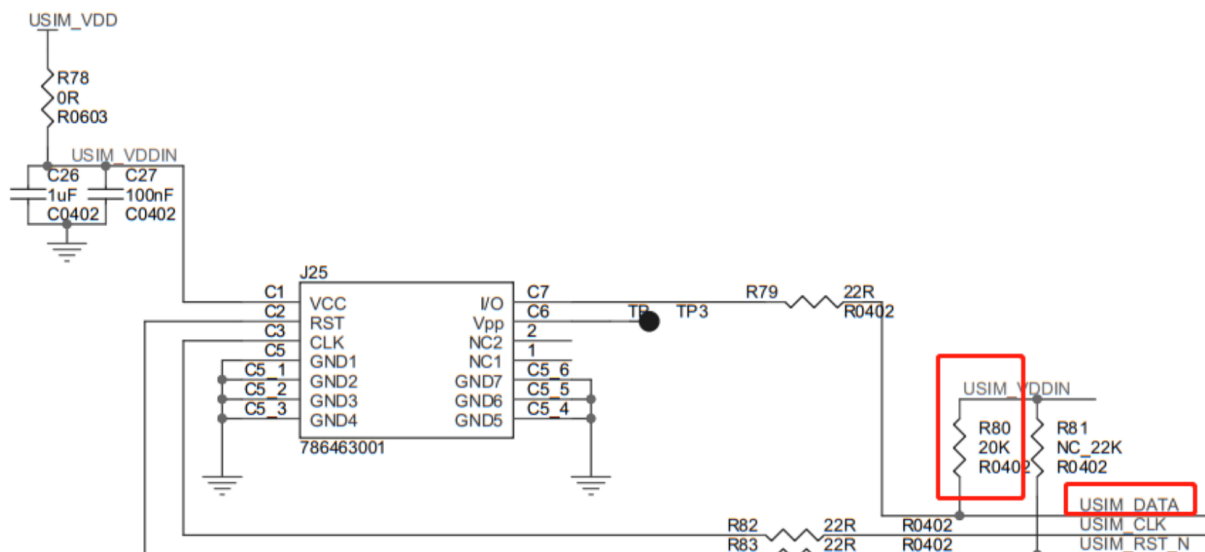 USIM_VDD
R78
0R
R0603
USIM_VDDIN
C26
1uF
C0402
C27
100nF
C0402
J25
C1
C2
C3
C5
C5_1
C5_2
C5_3
VCC
RST
CLK
GND1
GND2
GND3
GND4
I/O
Vpp
NC2
NC1
GND7
GND6
GND5
C7
C6
2
1
C5_6
C5_5
C5_4
786463001
TP
TP3
R79
22R
R0402
USIM_VDDIN
R80
20K
R0402
R81
NC_22K
R0402
USIM_DATA
R82
22R
R0402
USIM_CLK
R83
22R
R0402
USIM_RST_N